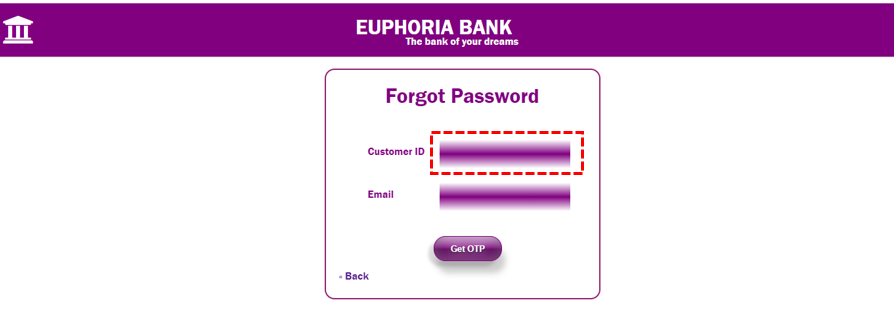 EUPHORIA BANK
The bank of your dreams
Forgot Password
Customer ID
Email
Get OTP
« Back